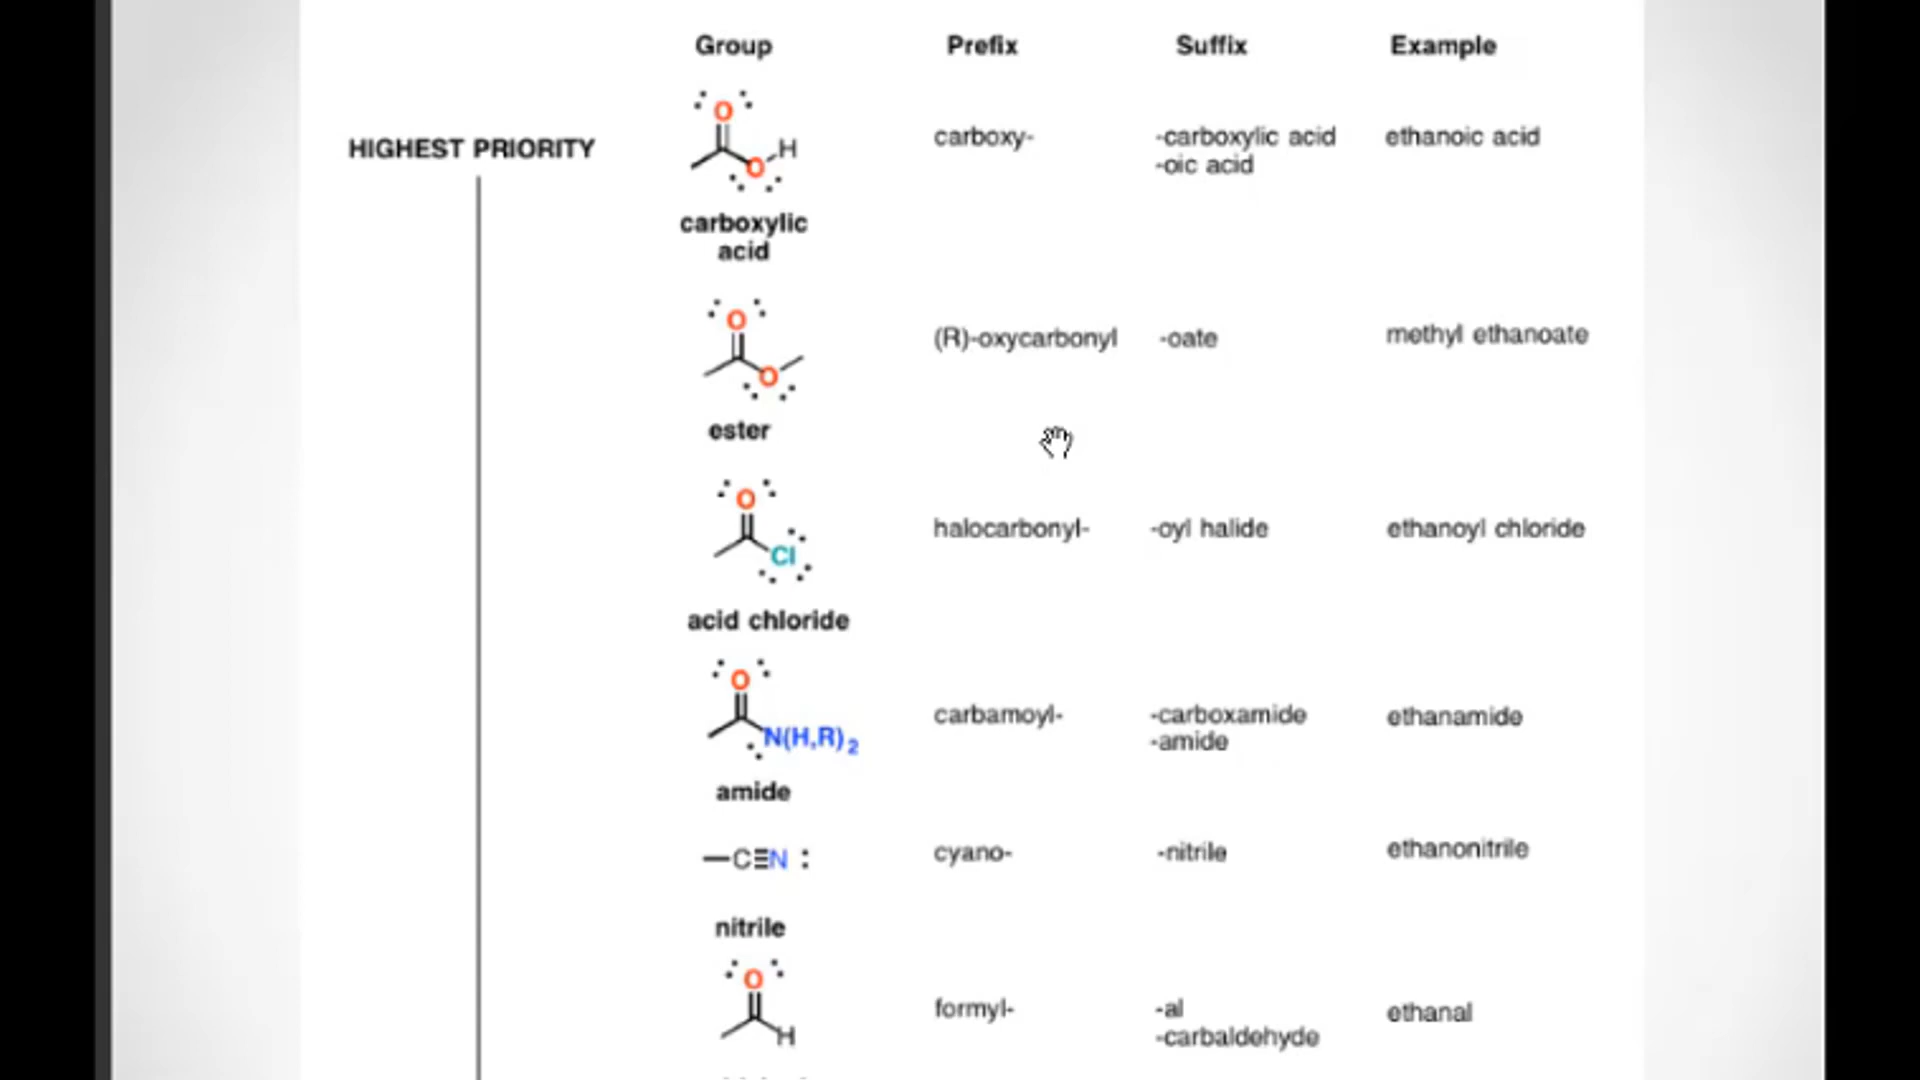 Group Prefix Suffix Example
HIGHEST PRIORITY
O
H
O
carboxy- -carboxylic acid ethanoic acid
-oic acid
carboxylic
acid
O
O
(R)-oxycarbonyl -oate methyl ethanoate
ester
O
Cl
halocarbonyl- -oyl halide ethanoyl chloride
acid chloride
O
N(H,R)2
carbamoyl- -carboxamide ethanamide
-amide
amide
C≡N :
cyano- -nitrile ethanonitrile
nitrile
O
H
formyl- -al ethanal
-carbaldehyde